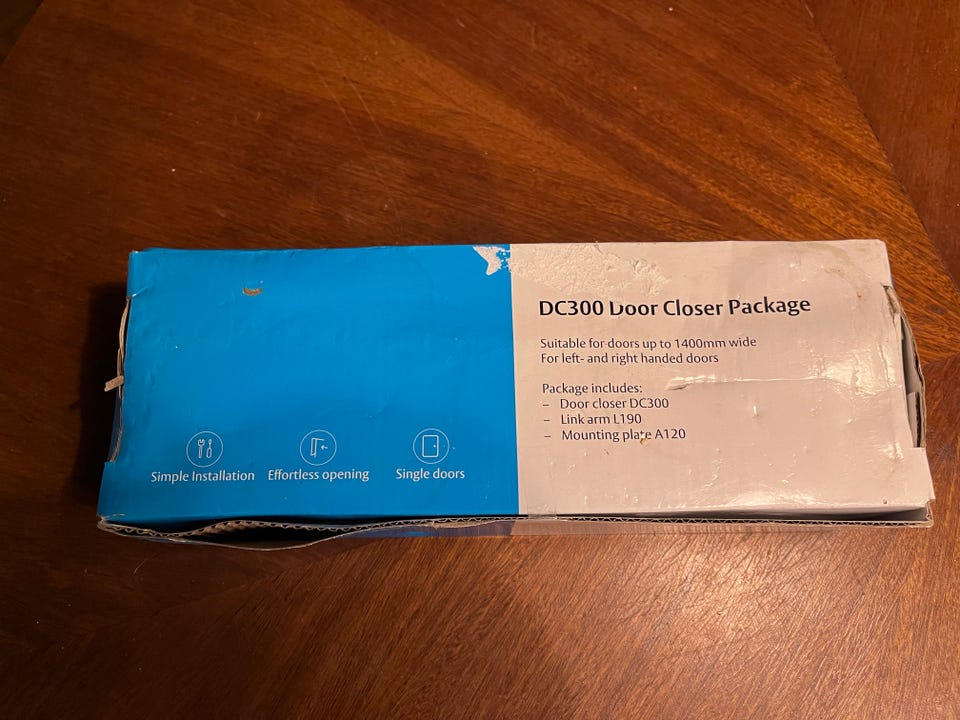 DC300 Door Closer Package
Suitable for doors up to 1400mm wide
For left- and right handed doors
Package includes:
– Door closer DC300
– Link arm L190
– Mounting plate A120
Simple Installation
Effortless opening
Single doors